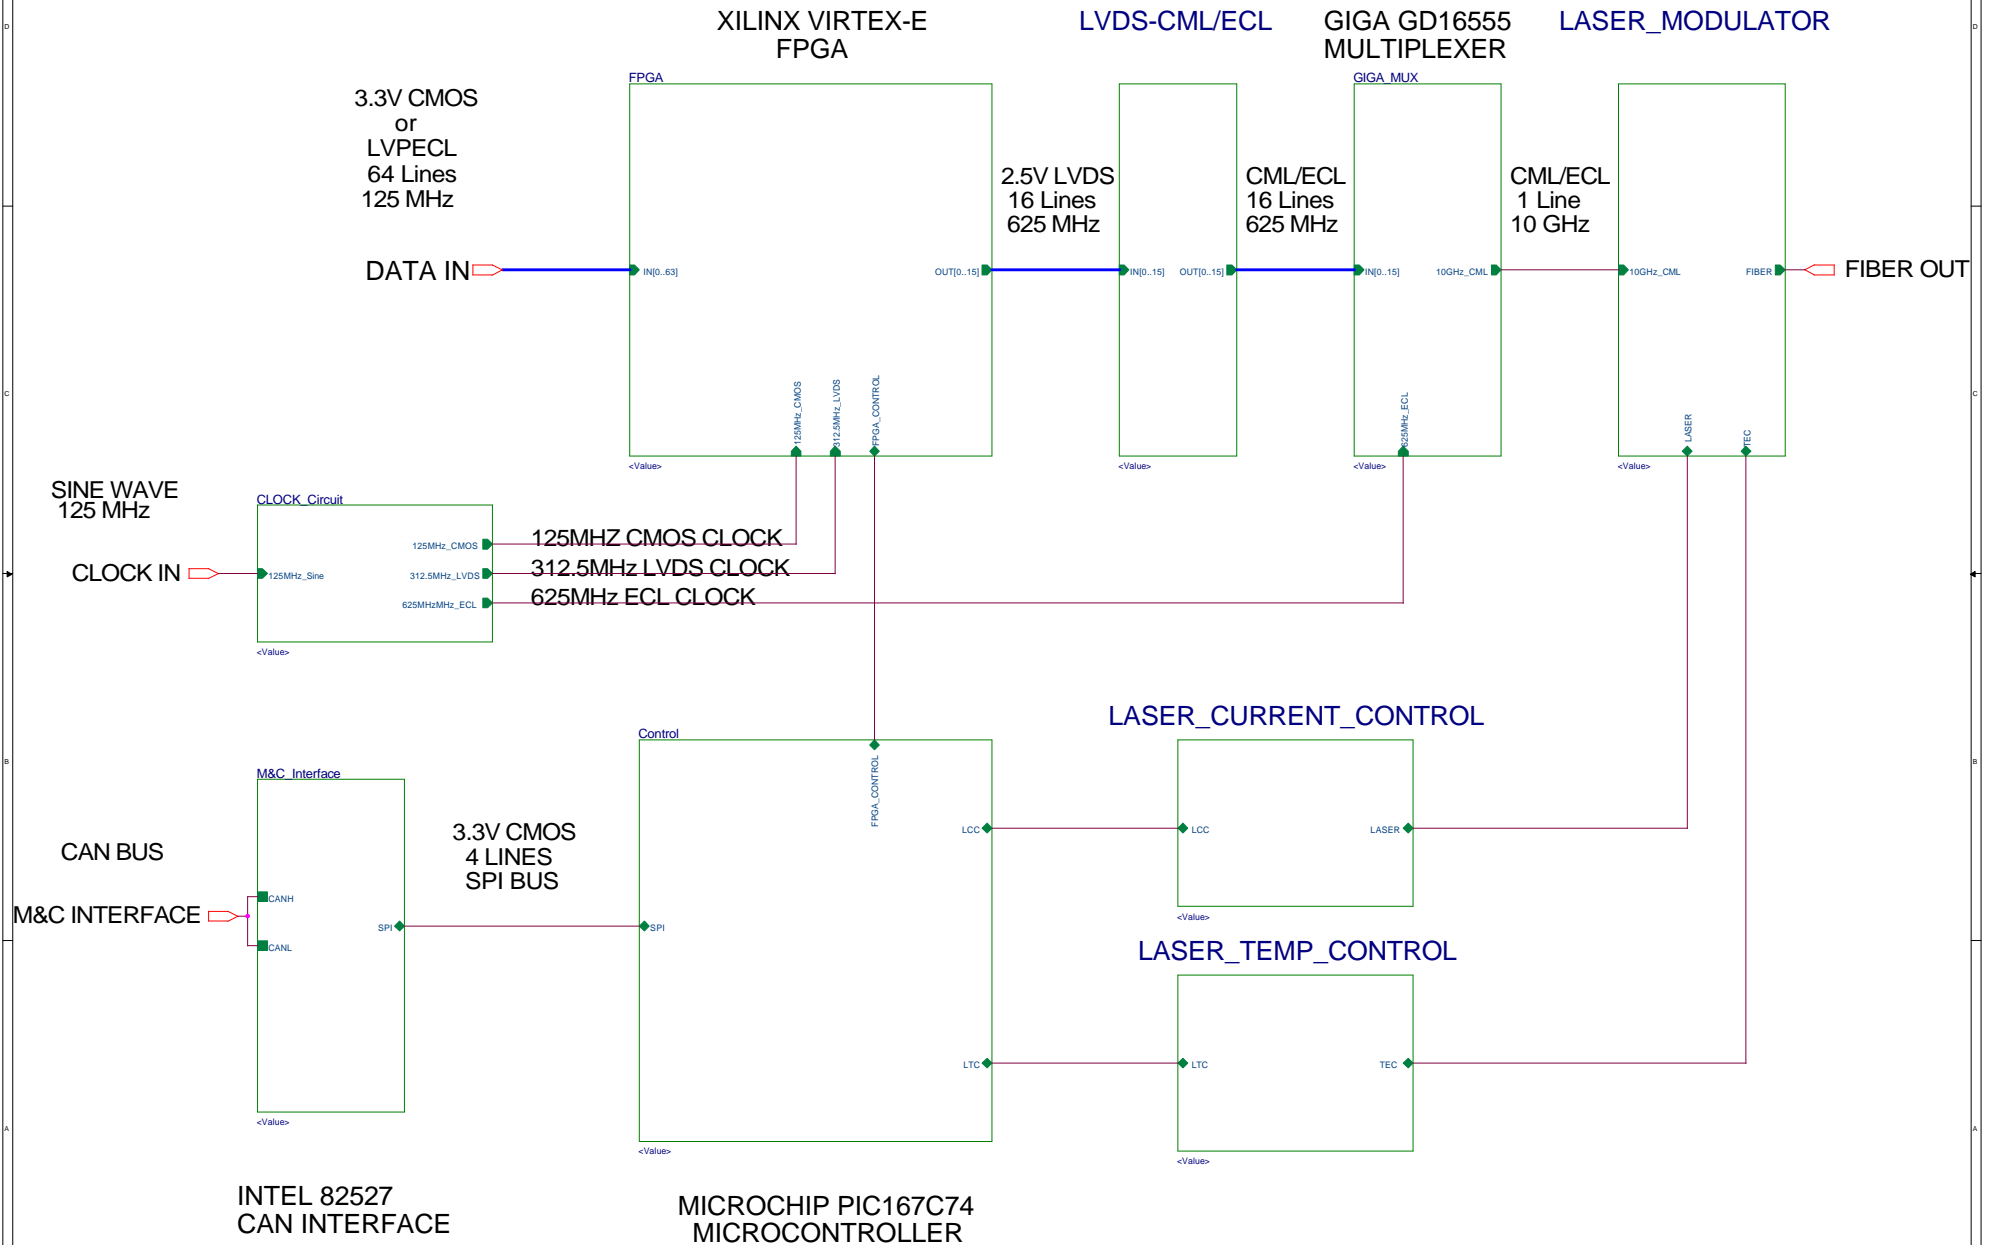 XILINX VIRTEX-E
FPGA
LVDS-CML/ECL
GIGA GD16555
MULTIPLEXER
LASER_MODULATOR
D
D
FPGA
GIGA_MUX
3.3V CMOS
or
LVPECL
64 Lines
125 MHz
2.5V LVDS
16 Lines
625 MHz
CML/ECL
16 Lines
625 MHz
CML/ECL
1 Line
10 GHz
DATA IN
IN[0..63]
OUT[0..15]
IN[0..15]
OUT[0..15]
IN[0..15]
10GHz_CML
10GHz_CML
FIBER
FIBER OUT
125MHz_CMOS
312.5MHz_LVDS
FPGA_CONTROL
625MHz_ECL
LASER
TEC
C
C
<Value>
<Value>
<Value>
<Value>
SINE WAVE
125 MHz
CLOCK_Circuit
CLOCK IN
125MHz_Sine
125MHz_CMOS
312.5MHz_LVDS
625MHzMHz_ECL
125MHZ CMOS CLOCK
312.5MHz LVDS CLOCK
625MHz ECL CLOCK
<Value>
LASER_CURRENT_CONTROL
Control
M&C_Interface
B
B
FPGA_CONTROL
CAN BUS
3.3V CMOS
4 LINES
SPI BUS
LCC
LCC
LASER
M&C INTERFACE
CANH
CANL
SPI
SPI
<Value>
LASER_TEMP_CONTROL
LTC
LTC
TEC
A
A
<Value>
<Value>
<Value>
INTEL 82527
CAN INTERFACE
MICROCHIP PIC167C74
MICROCONTROLLER